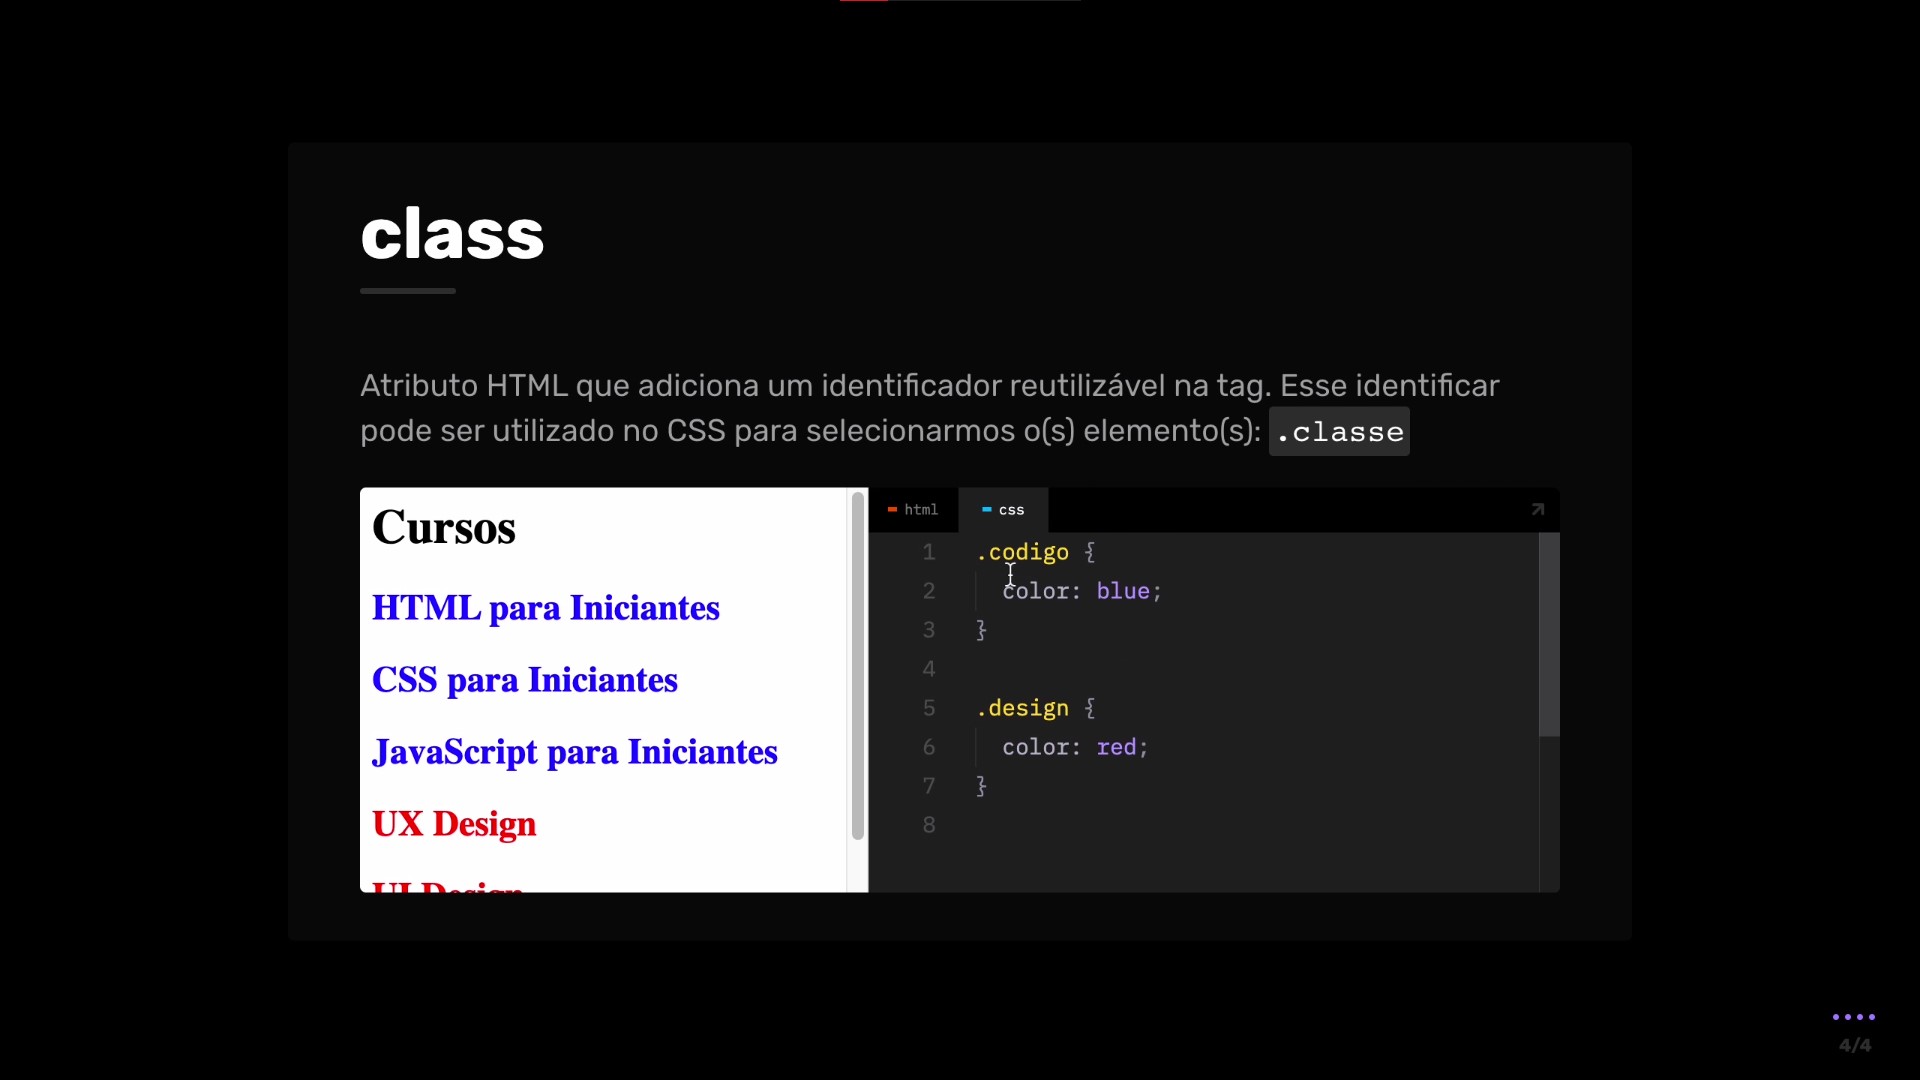 class
Atributo HTML que adiciona um identificador reutilizável na tag. Esse identificar
pode ser utilizado no CSS para selecionarmos o(s) elemento(s): .classe
Cursos
HTML para Iniciantes
CSS para Iniciantes
JavaScript para Iniciantes
UX Design
UI Design
html css
1 .codigo {
2 color: blue;
3 }
4
5 .design {
6 color: red;
7 }
8
4/4